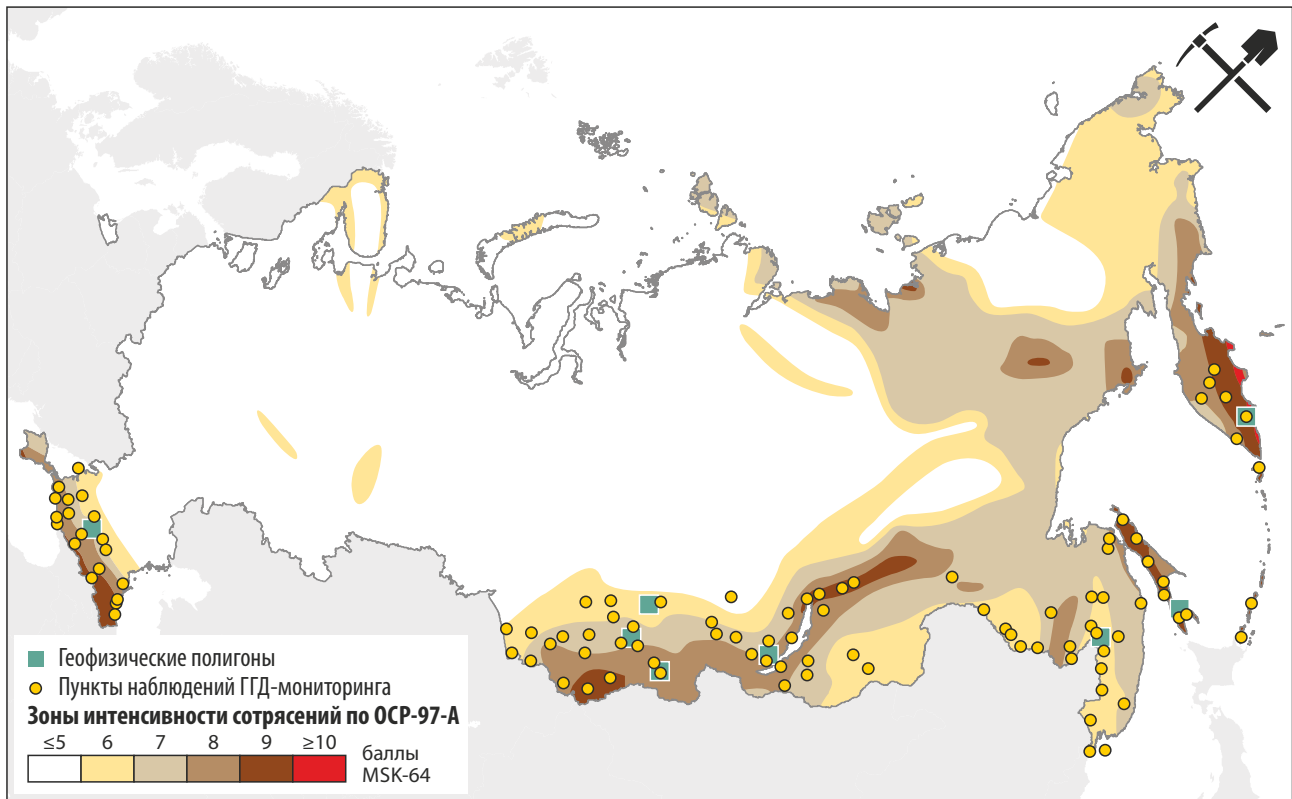 Геофизические полигоны
Пункты наблюдений ГГД-мониторинга
Зоны интенсивности сотрясений по ОСР-97-А
≤5 6 7 8 9 ≥10
баллы
MSK-64